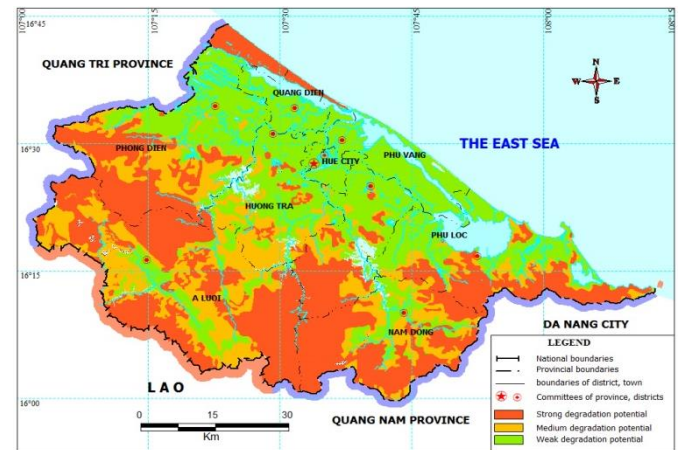 107°00'
107°15'
107°30'
108°00'
108°15'
16°45'
QUANG TRI PROVINCE
QUANG DIEN
N
W E
S
16°30'
PHONG DIEN
HUE CITY
PHU VANG
THE EAST SEA
HUONG TRA
PHU LOC
16°15'
A LUOI
NAM DONG
DA NANG CITY
LAO
16°00'
QUANG NAM PROVINCE
0 15 30
Km
LEGEND
National boundaries
Provincial boundaries
boundaries of district, town
Committees of province, districts
Strong degradation potential
Medium degradation potential
Weak degradation potential